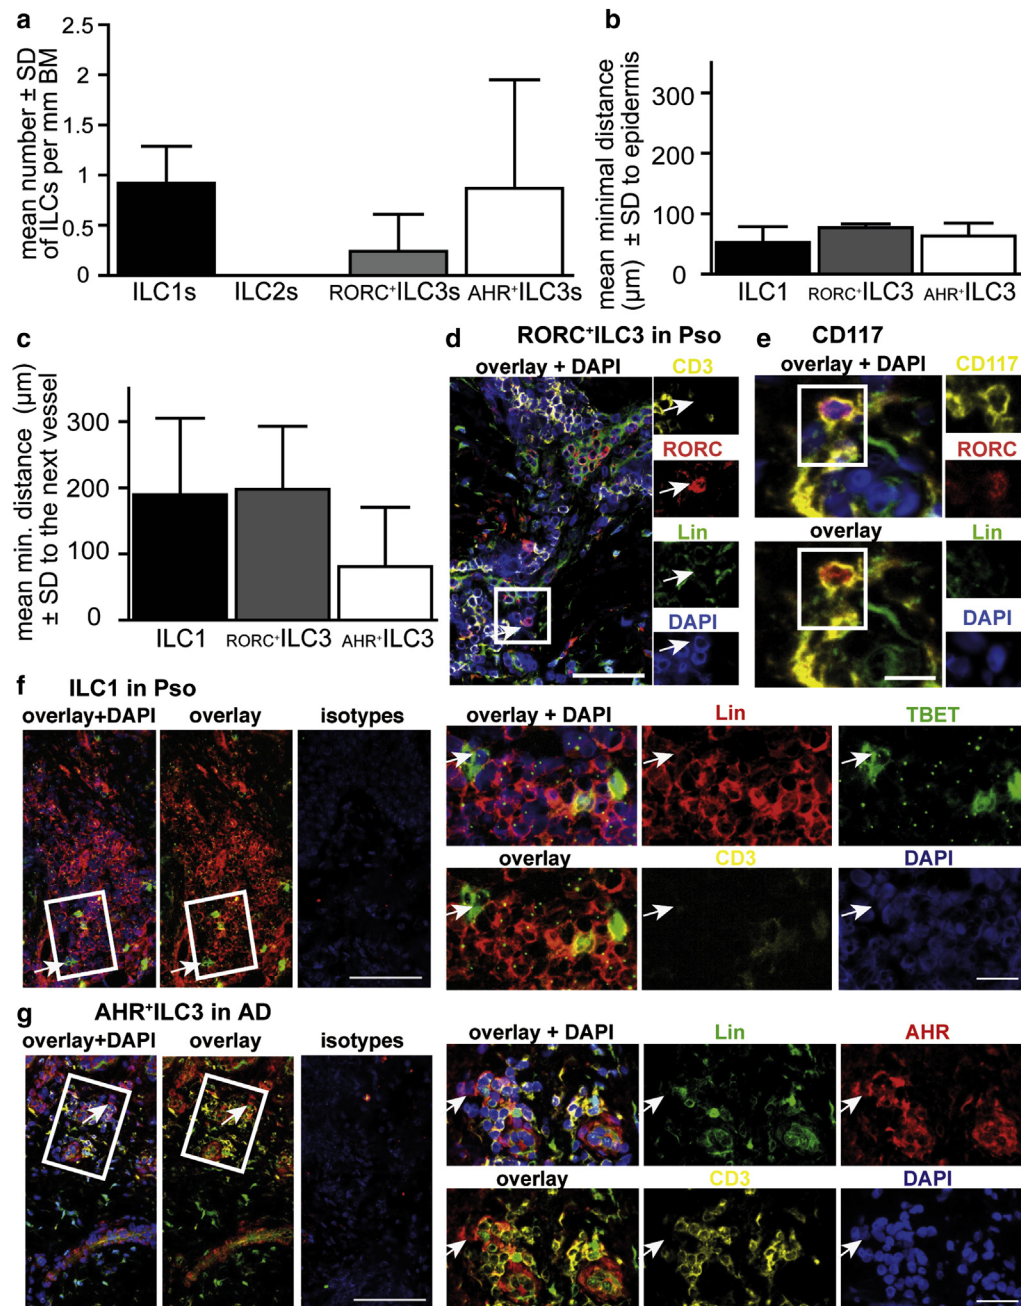 a
mean number ± SD
of ILCs per mm BM
2.5
2
1.5
1
0.5
0
ILC1s
ILC2s
RORC⁺ILC3s
AHR⁺ILC3s
b
mean minimal distance
(µm) ± SD to epidermis
300
200
100
0
ILC1
RORC⁺ILC3
AHR⁺ILC3
c
mean min. distance (µm)
± SD to the next vessel
300
200
100
0
ILC1
RORC⁺ILC3
AHR⁺ILC3
d
RORC⁺ILC3 in Pso
overlay + DAPI
CD3
RORC
Lin
DAPI
e
CD117
overlay + DAPI
CD117
RORC
overlay
Lin
DAPI
f
ILC1 in Pso
overlay+DAPI
overlay
isotypes
overlay + DAPI
Lin
TBET
overlay
CD3
DAPI
g
AHR⁺ILC3 in AD
overlay+DAPI
overlay
isotypes
overlay + DAPI
Lin
AHR
overlay
CD3
DAPI